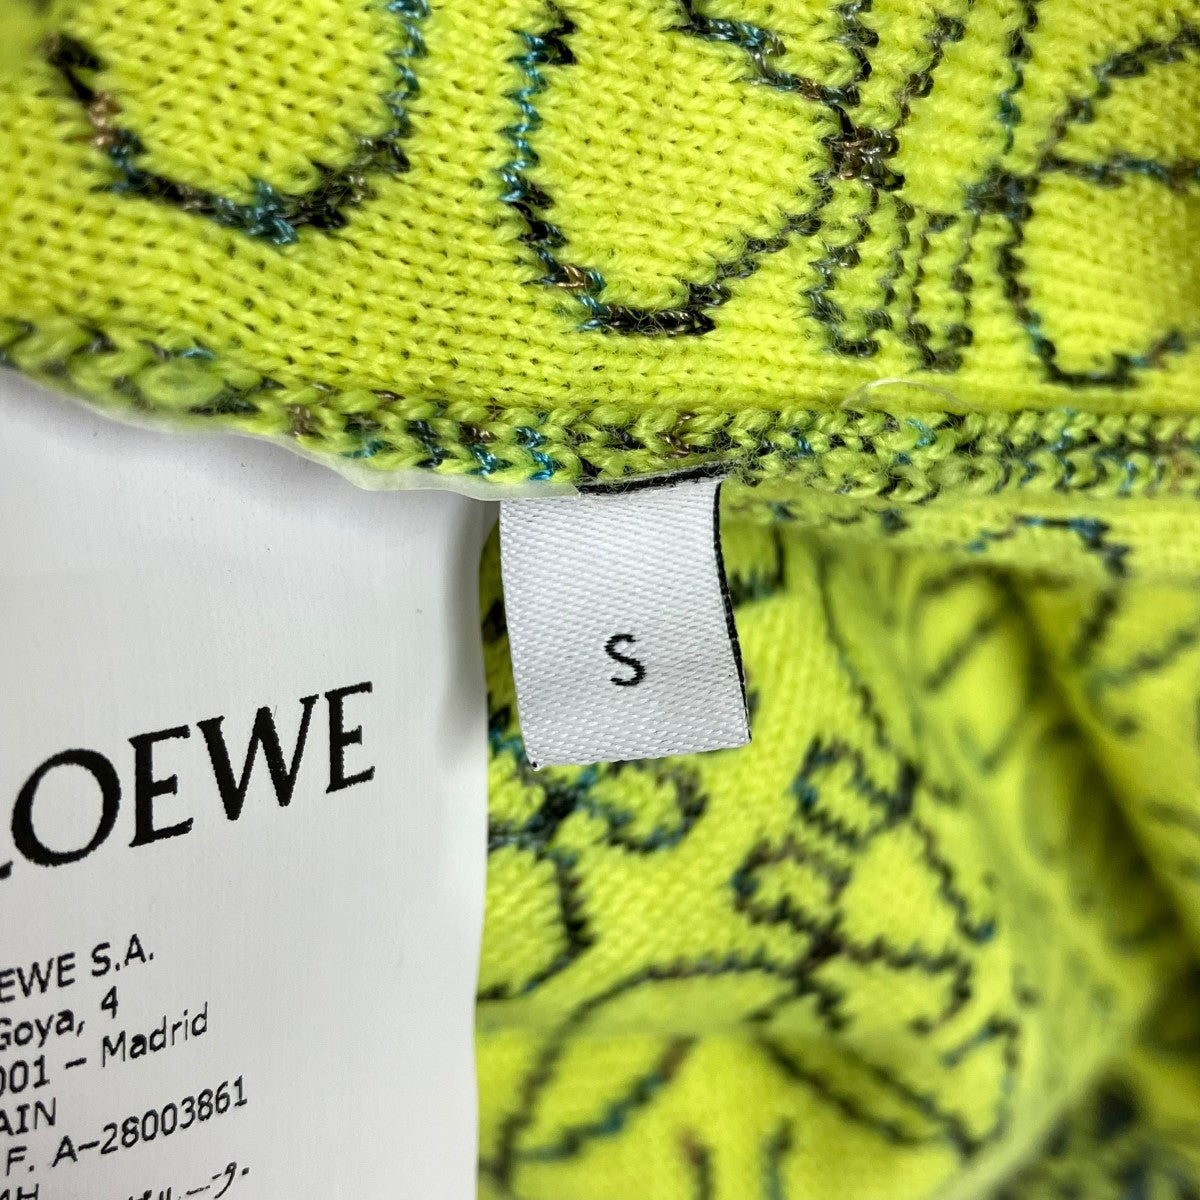 S
LOEWE
EWE S.A.
Goya, 4
001 – Madrid
AIN
F. A-28003861